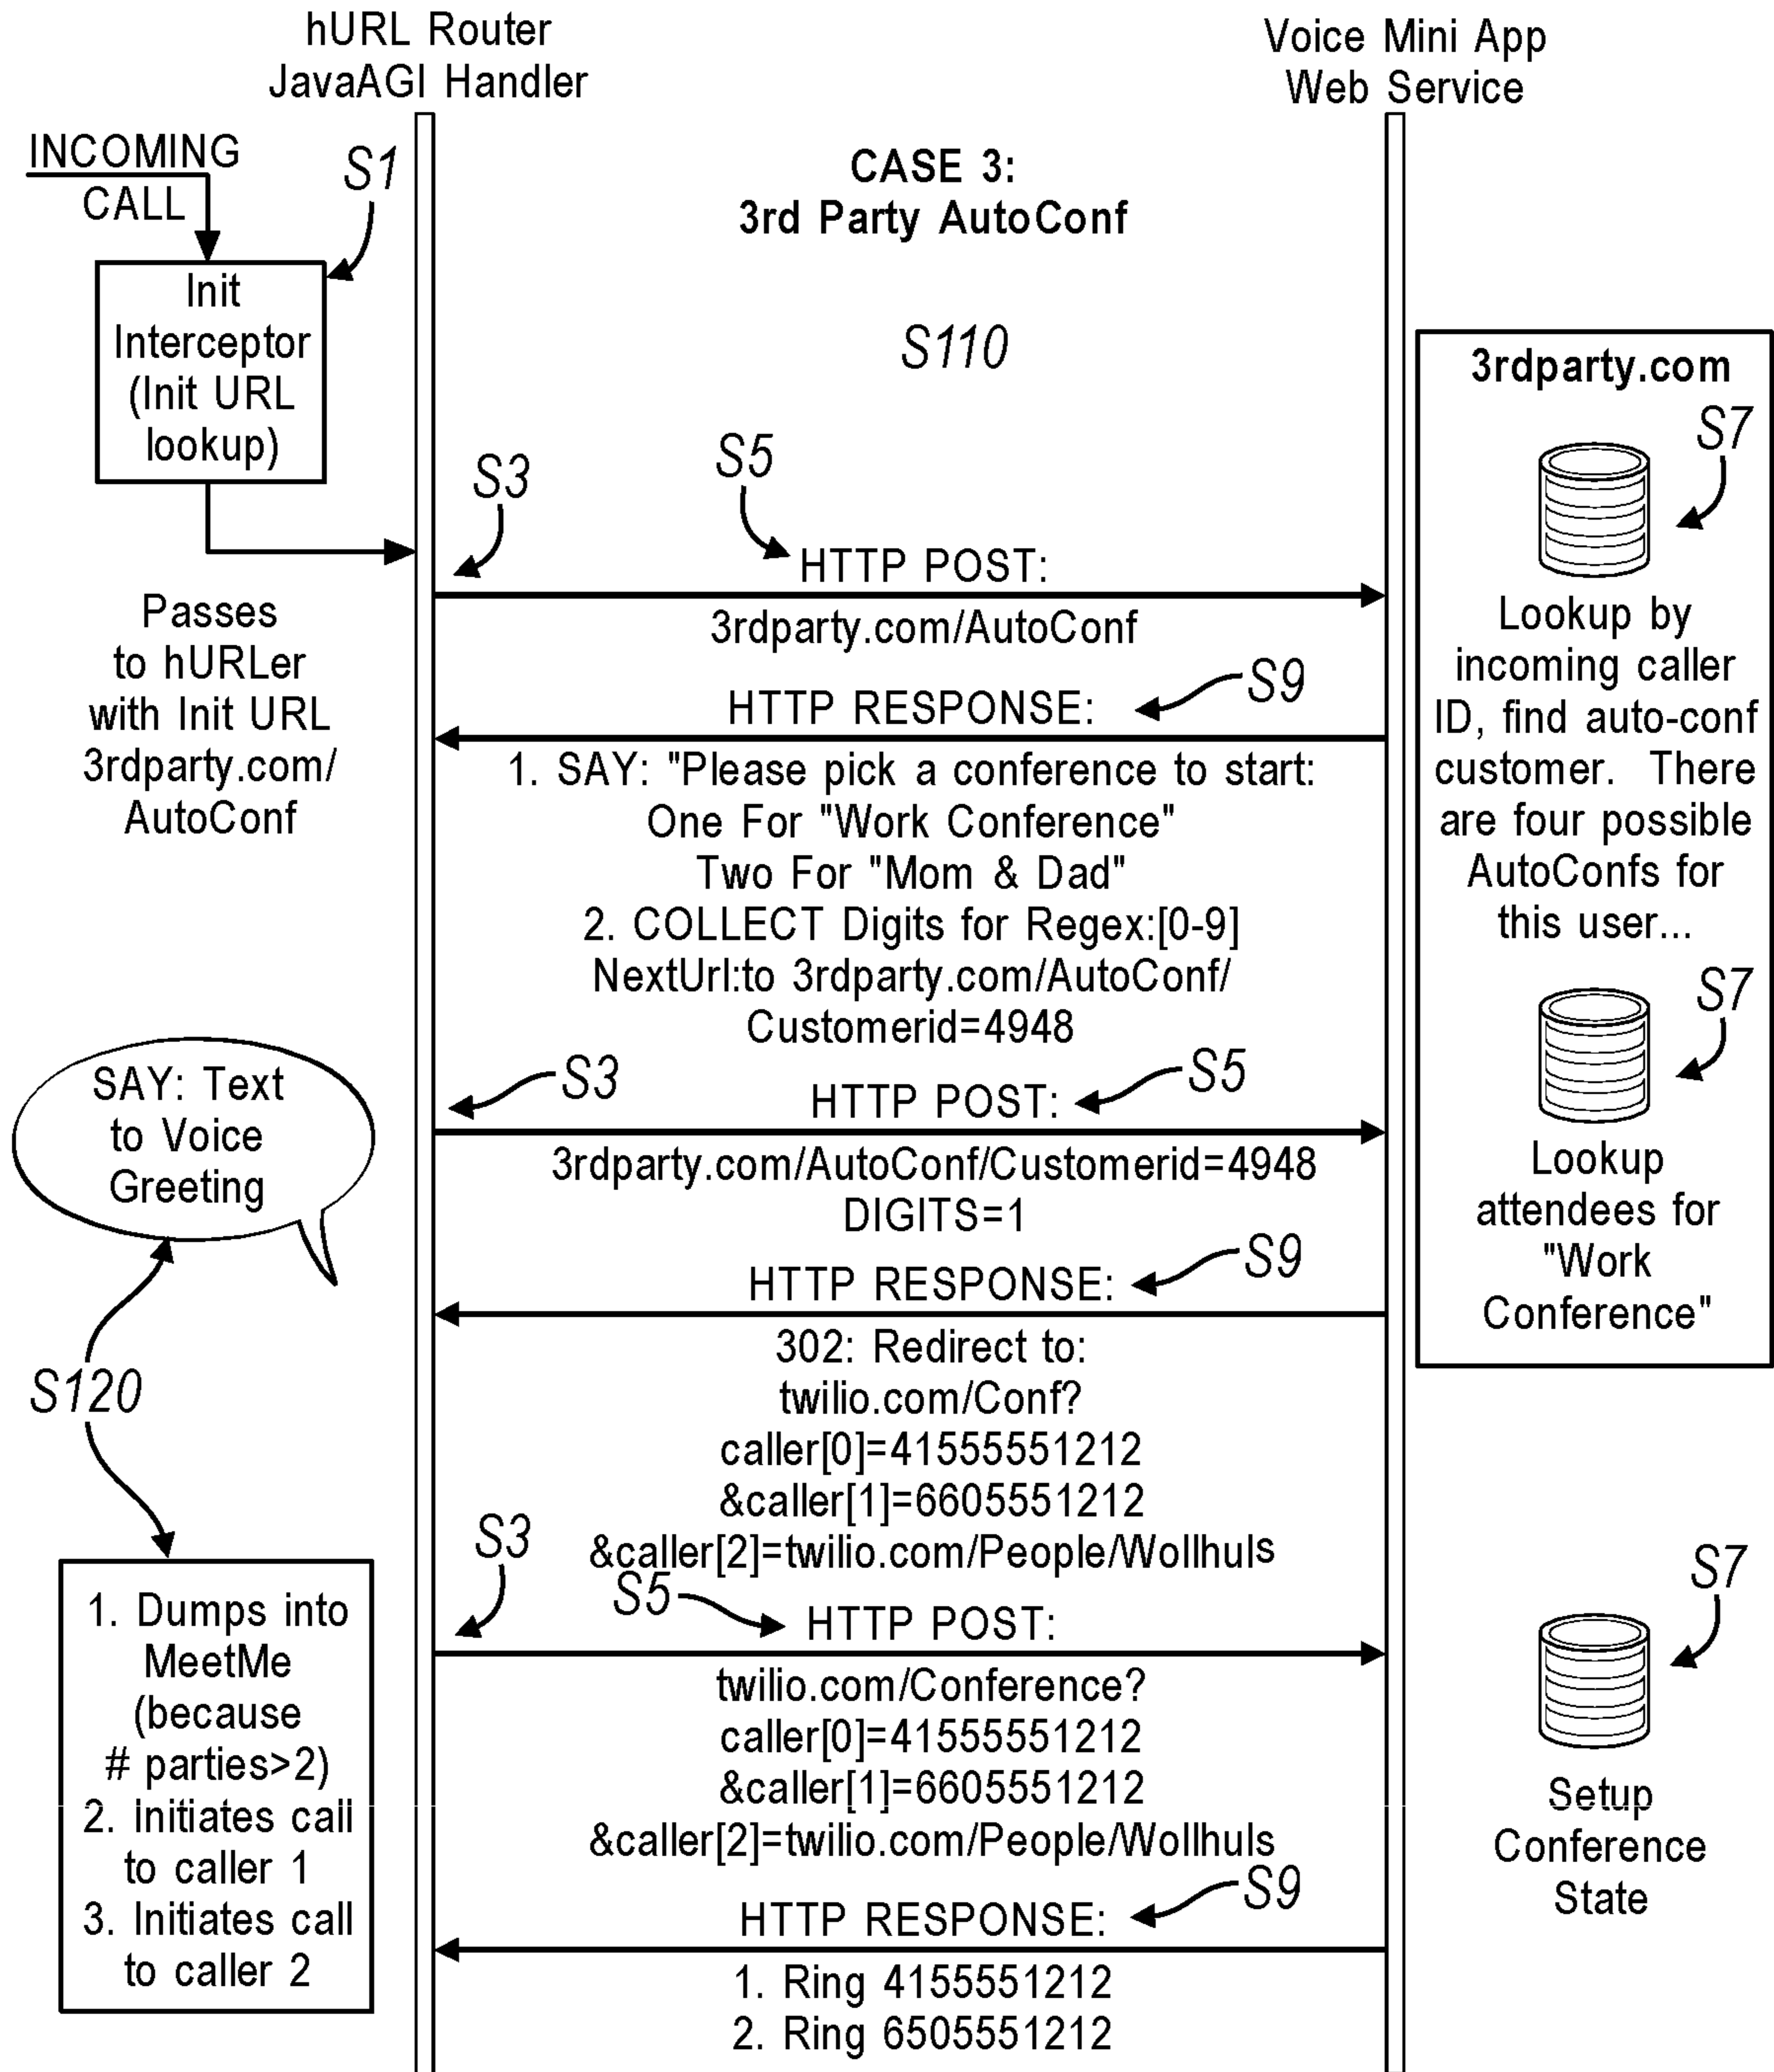 hURL Router
JavaAGI Handler
Voice Mini App
Web Service
INCOMING
CALL
S1
CASE 3:
3rd Party AutoConf
S110
Init
Interceptor
(Init URL
lookup)
Passes
to hURLer
with Init URL
3rdparty.com/
AutoConf
S3
S5
HTTP POST:
3rdparty.com/AutoConf
HTTP RESPONSE:
S9
1. SAY: "Please pick a conference to start:
One For "Work Conference"
Two For "Mom & Dad"
2. COLLECT Digits for Regex:[0-9]
NextUrl:to 3rdparty.com/AutoConf/
Customerid=4948
3rdparty.com
S7
Lookup by
incoming caller
ID, find auto-conf
customer. There
are four possible
AutoConfs for
this user...
S7
Lookup
attendees for
"Work
Conference"
SAY: Text
to Voice
Greeting
S3
HTTP POST:
S5
3rdparty.com/AutoConf/Customerid=4948
DIGITS=1
HTTP RESPONSE:
S9
302: Redirect to:
twilio.com/Conf?
caller[0]=41555551212
&caller[1]=6605551212
&caller[2]=twilio.com/People/Wollhuls
S120
1. Dumps into
MeetMe
(because
# parties>2)
2. Initiates call
to caller 1
3. Initiates call
to caller 2
S3
S5
HTTP POST:
twilio.com/Conference?
caller[0]=41555551212
&caller[1]=6605551212
&caller[2]=twilio.com/People/Wollhuls
HTTP RESPONSE:
S9
1. Ring 4155551212
2. Ring 6505551212
S7
Setup
Conference
State